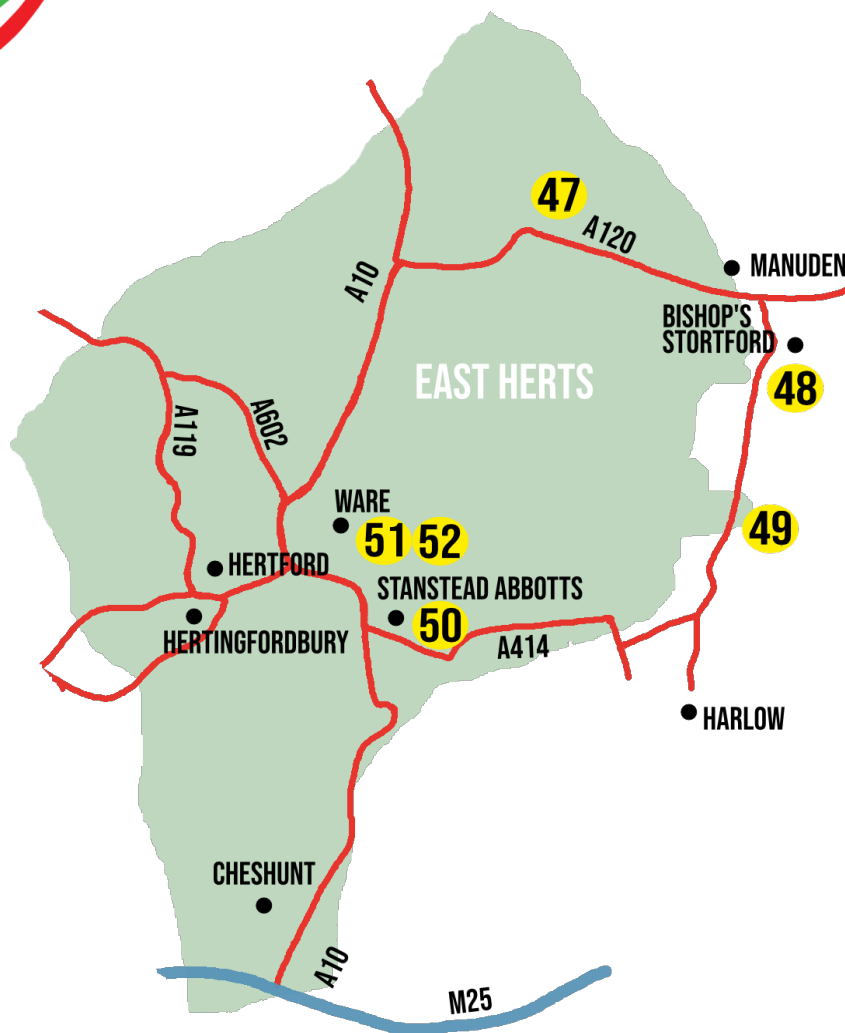 47
A120
MANUDEN
A10
BISHOP'S
STORTFORD
EAST HERTS
48
A119
A602
WARE
51 52
49
HERTFORD
STANSTEAD ABBOTTS
50
HERTINGFORDBURY
A414
HARLOW
CHESHUNT
A10
M25